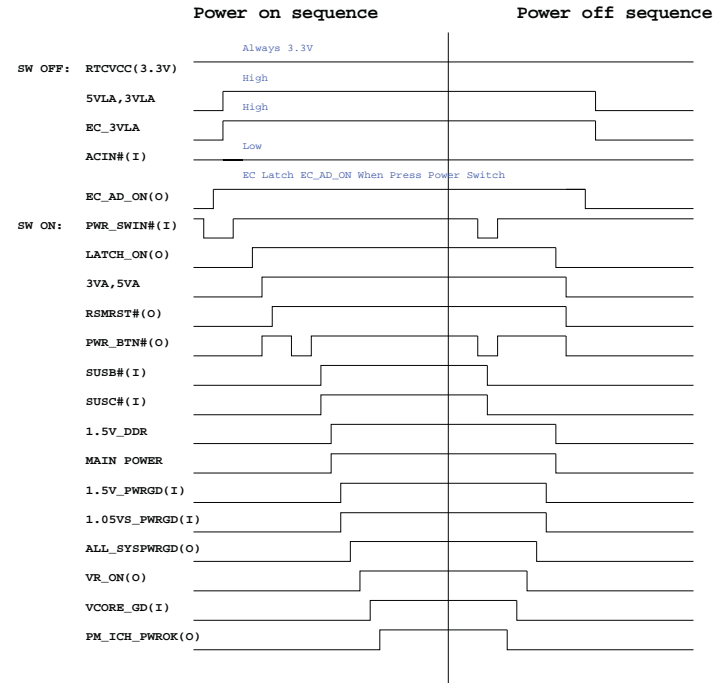 Power on sequence Power off sequence
Always 3.3V
SW OFF: RTCVCC(3.3V)
High
5VLA,3VLA
High
EC_3VLA
Low
ACIN#(I)
EC Latch EC_AD_ON When Press Power Switch
EC_AD_ON(O)
SW ON: PWR_SWIN#(I)
LATCH_ON(O)
3VA,5VA
RSMRST#(O)
PWR_BTN#(O)
SUSB#(I)
SUSC#(I)
1.5V_DDR
MAIN POWER
1.5V_PWRGD(I)
1.05VS_PWRGD(I)
ALL_SYSPWRGD(O)
VR_ON(O)
VCORE_GD(I)
PM_ICH_PWROK(O)